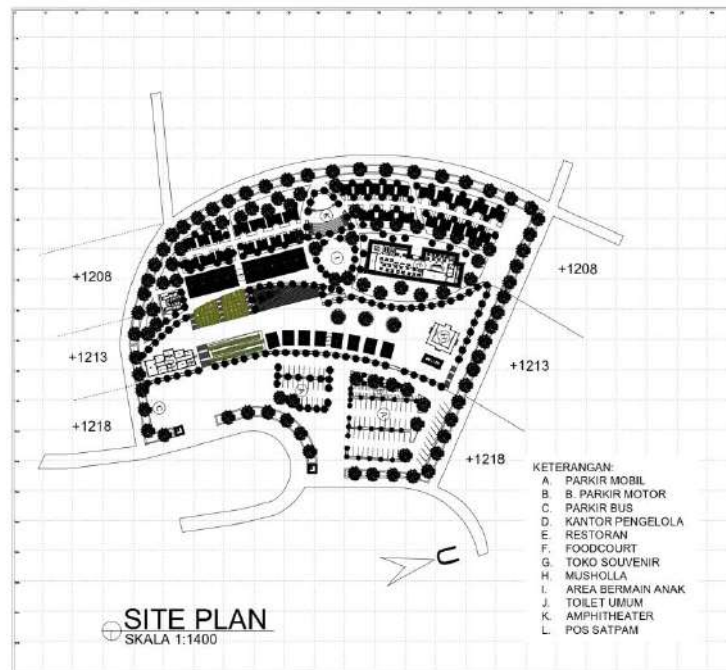 +1208
+1208
+1213
+1213
+1218
+1218
U
KETERANGAN:
A. PARKIR MOBIL
B. B. PARKIR MOTOR
C. PARKIR BUS
D. KANTOR PENGELOLA
E. RESTORAN
F. FOODCOURT
G. TOKO SOUVENIR
H. MUSHOLLA
I. AREA BERMAIN ANAK
J. TOILET UMUM
K. AMPHITHEATER
L. POS SATPAM
SITE PLAN
SKALA 1:1400